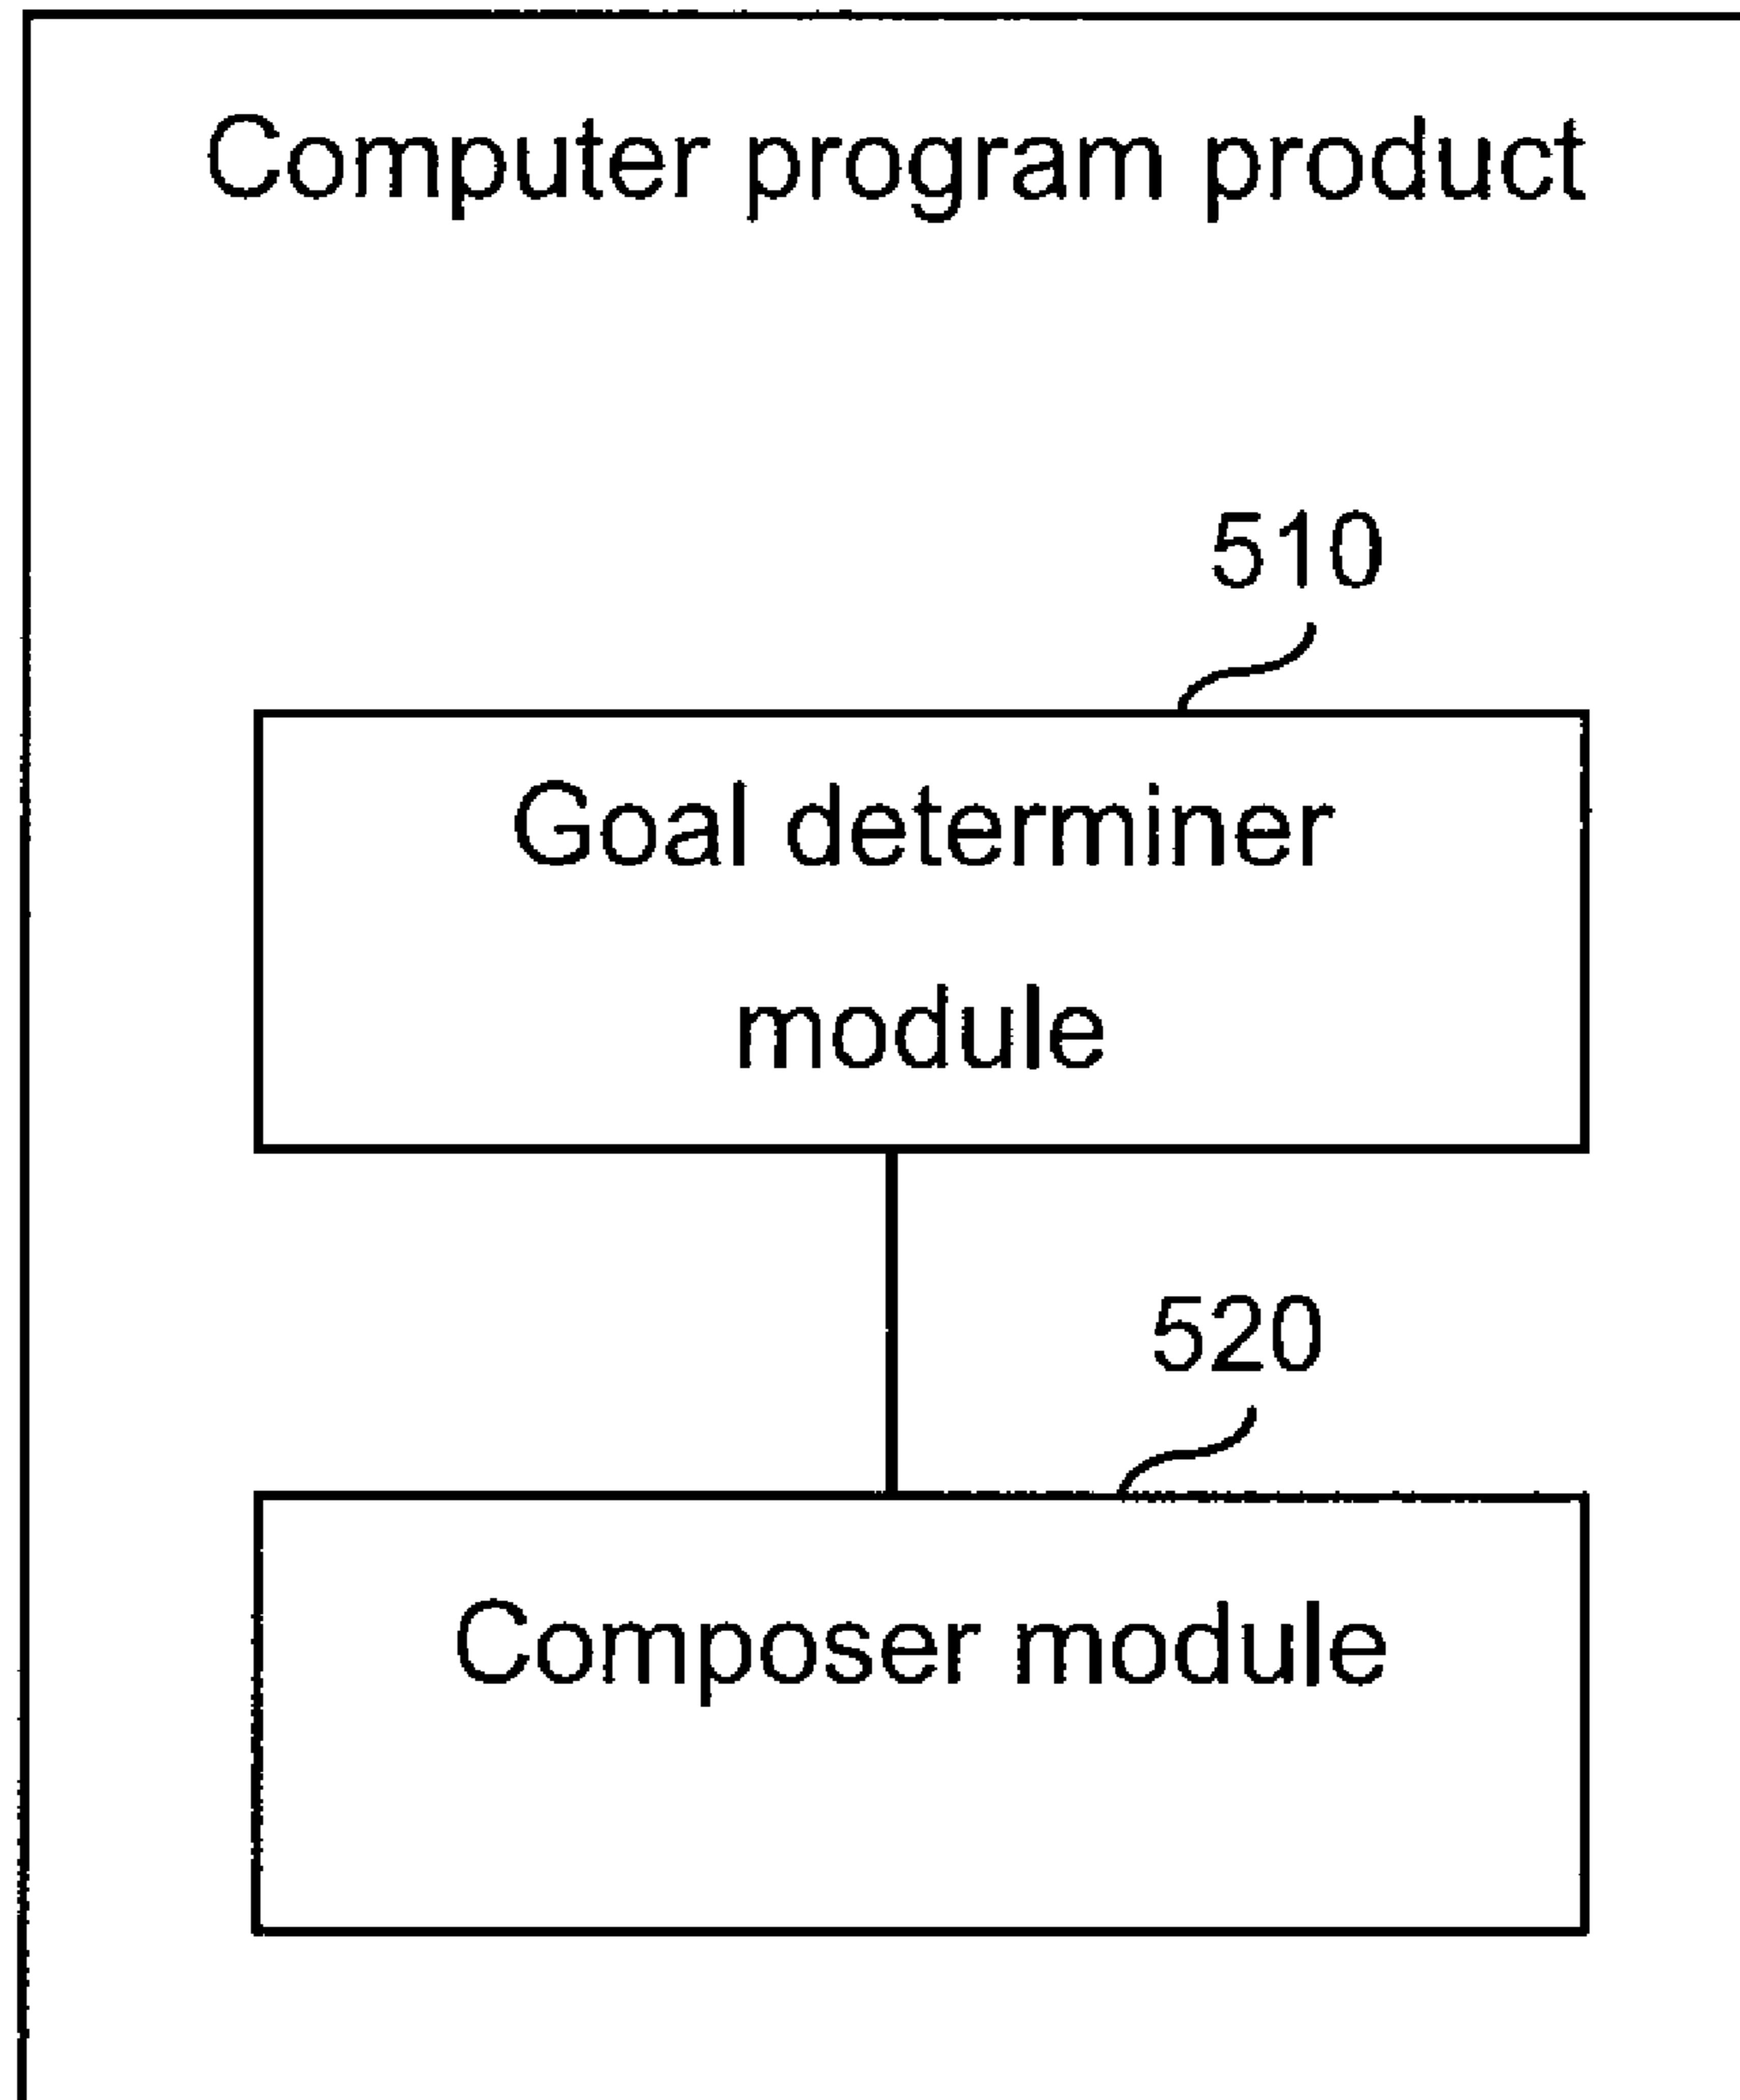 Computer program product
510
Goal determiner
module
520
Composer module